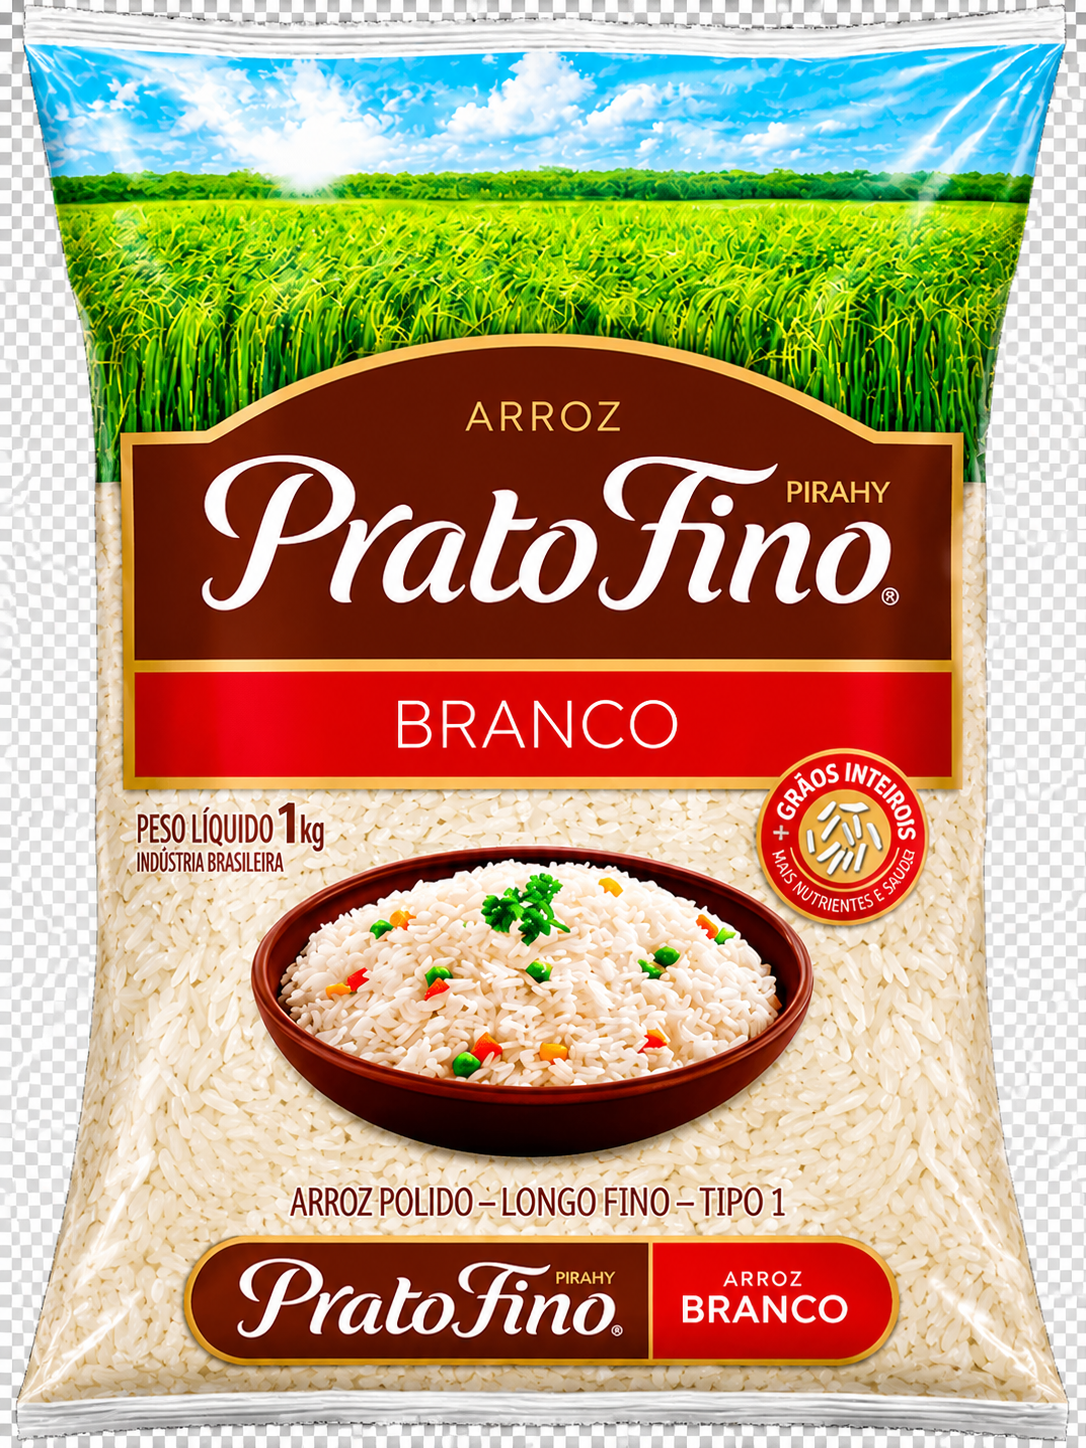 ARROZ
PIRAHY
Prato Fino®
BRANCO
+ GRÃOS INTEIROIS
MAIS NUTRIENTES E SAUDƏ
PESO LÍQUIDO 1kg
INDÚSTRIA BRASILEIRA
ARROZ POLIDO – LONGO FINO – TIPO 1
PIRAHY
Prato Fino®
ARROZ
BRANCO